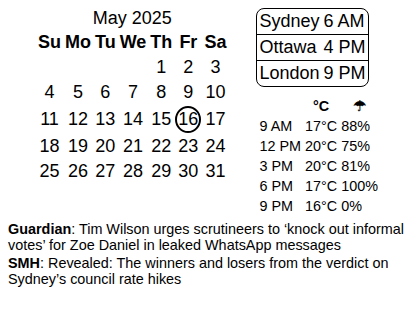 May 2025
Su Mo Tu We Th Fr Sa
1 2 3
4 5 6 7 8 9 10
11 12 13 14 15 16 17
18 19 20 21 22 23 24
25 26 27 28 29 30 31
Sydney 6 AM
Ottawa 4 PM
London 9 PM
°C ☂
9 AM 17°C 88%
12 PM 20°C 75%
3 PM 20°C 81%
6 PM 17°C 100%
9 PM 16°C 0%
Guardian: Tim Wilson urges scrutineers to ‘knock out informal
votes’ for Zoe Daniel in leaked WhatsApp messages
SMH: Revealed: The winners and losers from the verdict on
Sydney’s council rate hikes